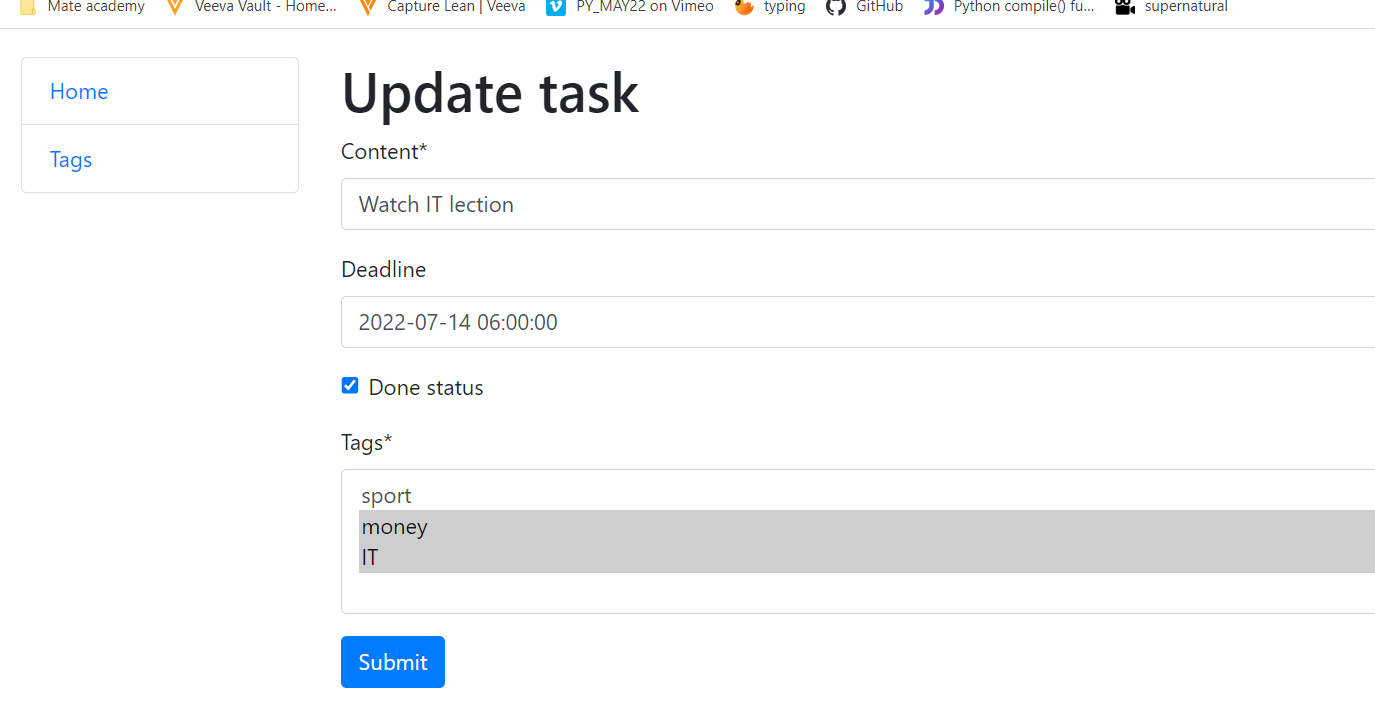 Mate academy Veeva Vault - Home... Capture Lean | Veeva PY_MAY22 on Vimeo typing GitHub Python compile() fu... supernatural
Home
Tags
Update task
Content*
Watch IT lection
Deadline
2022-07-14 06:00:00
Done status
Tags*
sport
money
IT
Submit